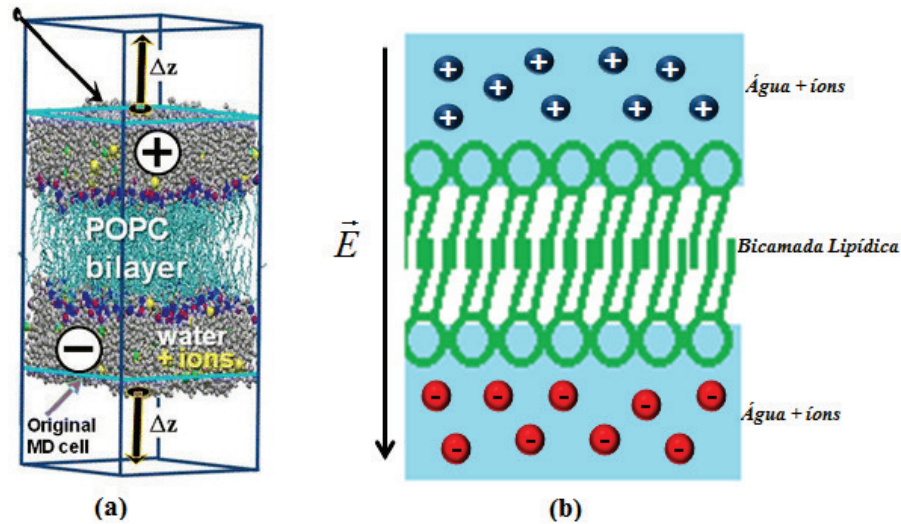 Δz
+
POPC
bilayer
water
+ ions
−
Original
MD cell
Δz
(a)
E
+ + + + + + + + +
Água + íons
Bicamada Lipídica
- - - - - - - - -
Água + íons
(b)